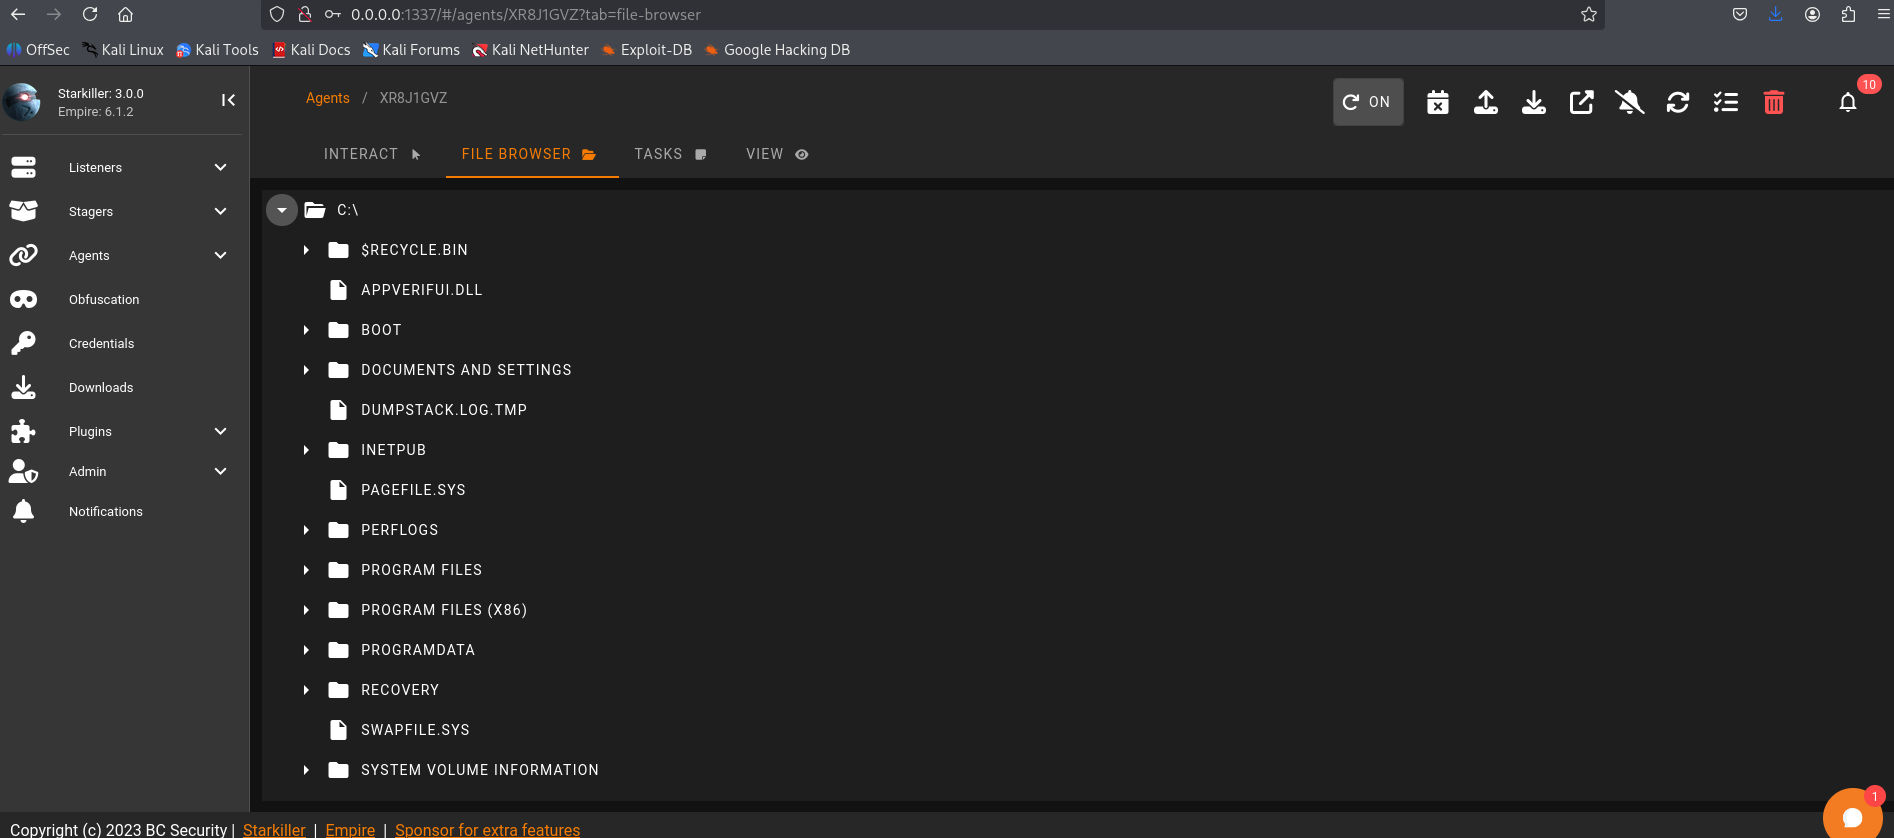 0.0.0.0:1337/#/agents/XR8J1GVZ?tab=file-browser
OffSec Kali Linux Kali Tools Kali Docs Kali Forums Kali NetHunter Exploit-DB Google Hacking DB
Starkiller: 3.0.0
Empire: 6.1.2
Listeners
Stagers
Agents
Obfuscation
Credentials
Downloads
Plugins
Admin
Notifications
Agents / XR8J1GVZ
ON
10
INTERACT FILE BROWSER TASKS VIEW
C:\
$RECYCLE.BIN
APPVERIFUI.DLL
BOOT
DOCUMENTS AND SETTINGS
DUMPSTACK.LOG.TMP
INETPUB
PAGEFILE.SYS
PERFLOGS
PROGRAM FILES
PROGRAM FILES (X86)
PROGRAMDATA
RECOVERY
SWAPFILE.SYS
SYSTEM VOLUME INFORMATION
1
Copyright (c) 2023 BC Security | Starkiller | Empire | Sponsor for extra features